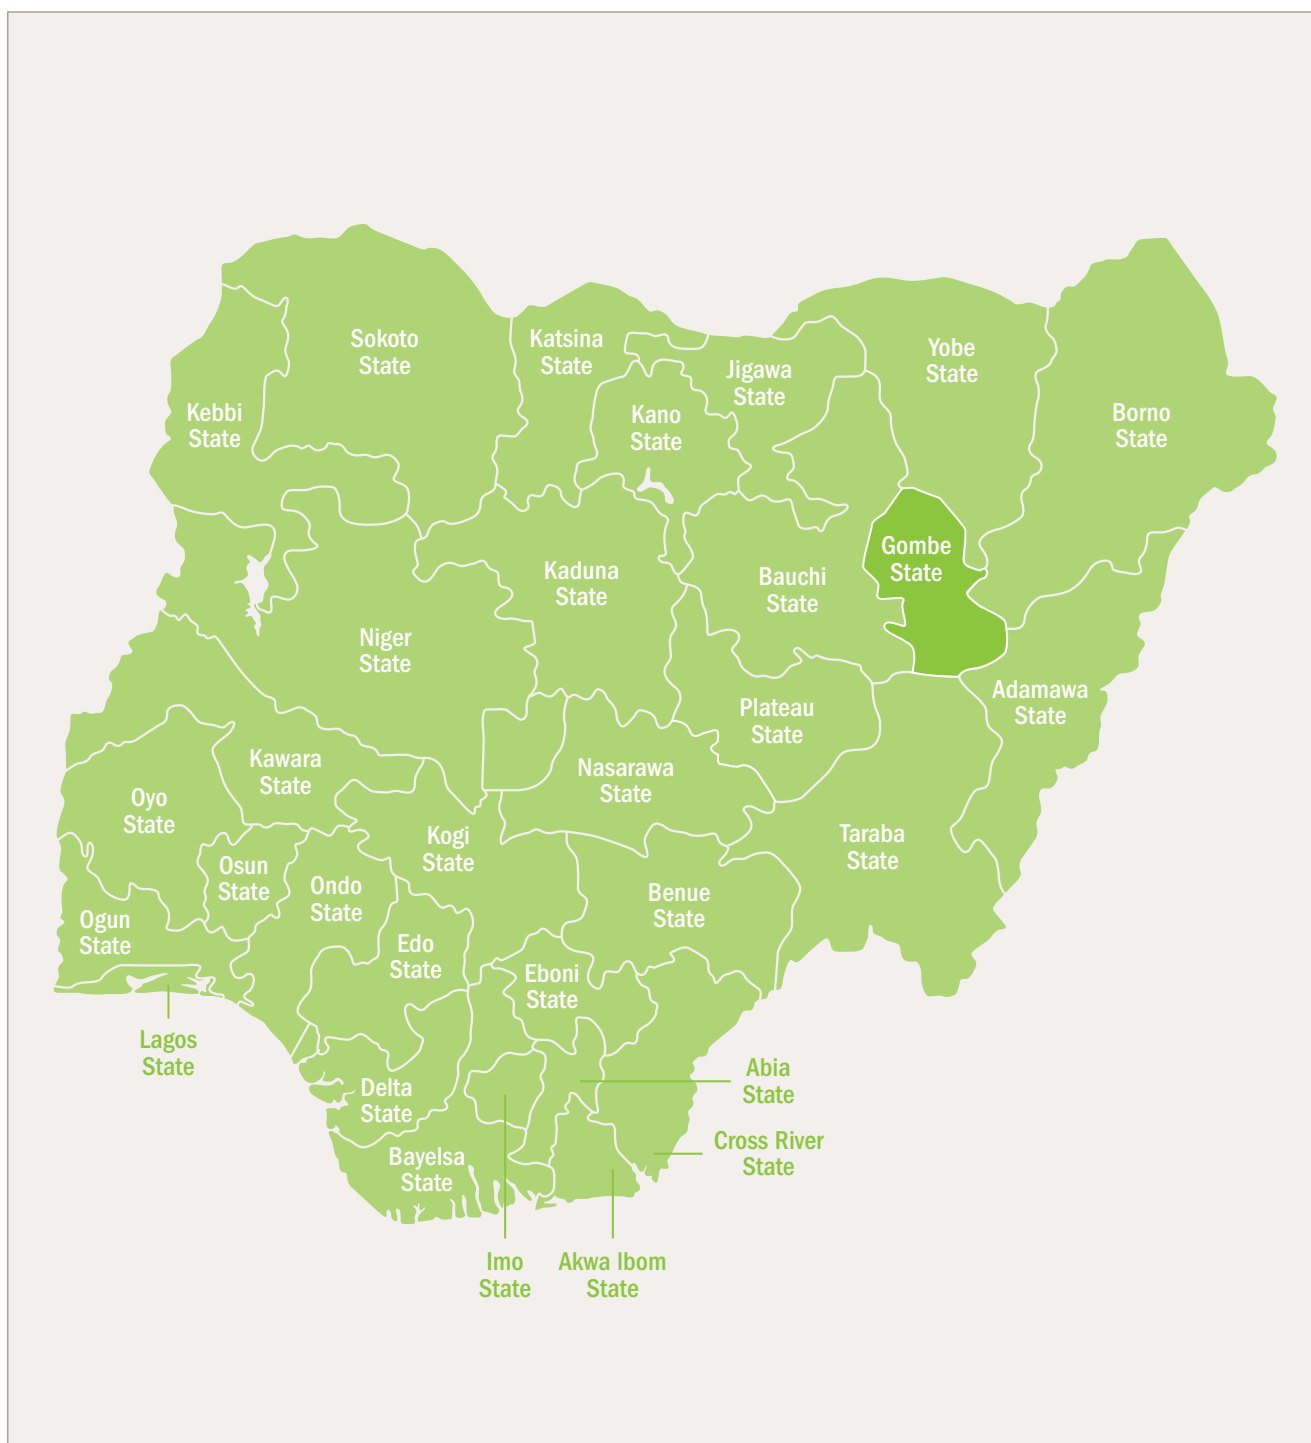 Sokoto
State
Katsina
State
Yobe
State
Jigawa
State
Kebbi
State
Kano
State
Borno
State
Gombe
State
Kaduna
State
Bauchi
State
Niger
State
Adamawa
State
Plateau
State
Kawara
State
Nasarawa
State
Oyo
State
Kogi
State
Taraba
State
Osun
State
Ondo
State
Benue
State
Ogun
State
Edo
State
Eboni
State
Lagos
State
Delta
State
Abia
State
Cross River
State
Bayelsa
State
Imo
State
Akwa Ibom
State